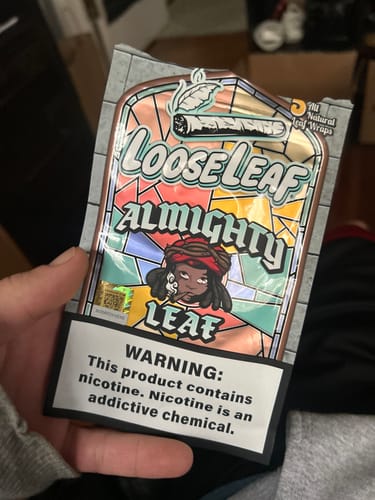 All
Natural
Leaf Wraps
LOOSELEAF
ALMIGHTY
LEAF
WARNING:
This product contains
nicotine. Nicotine is an
addictive chemical.